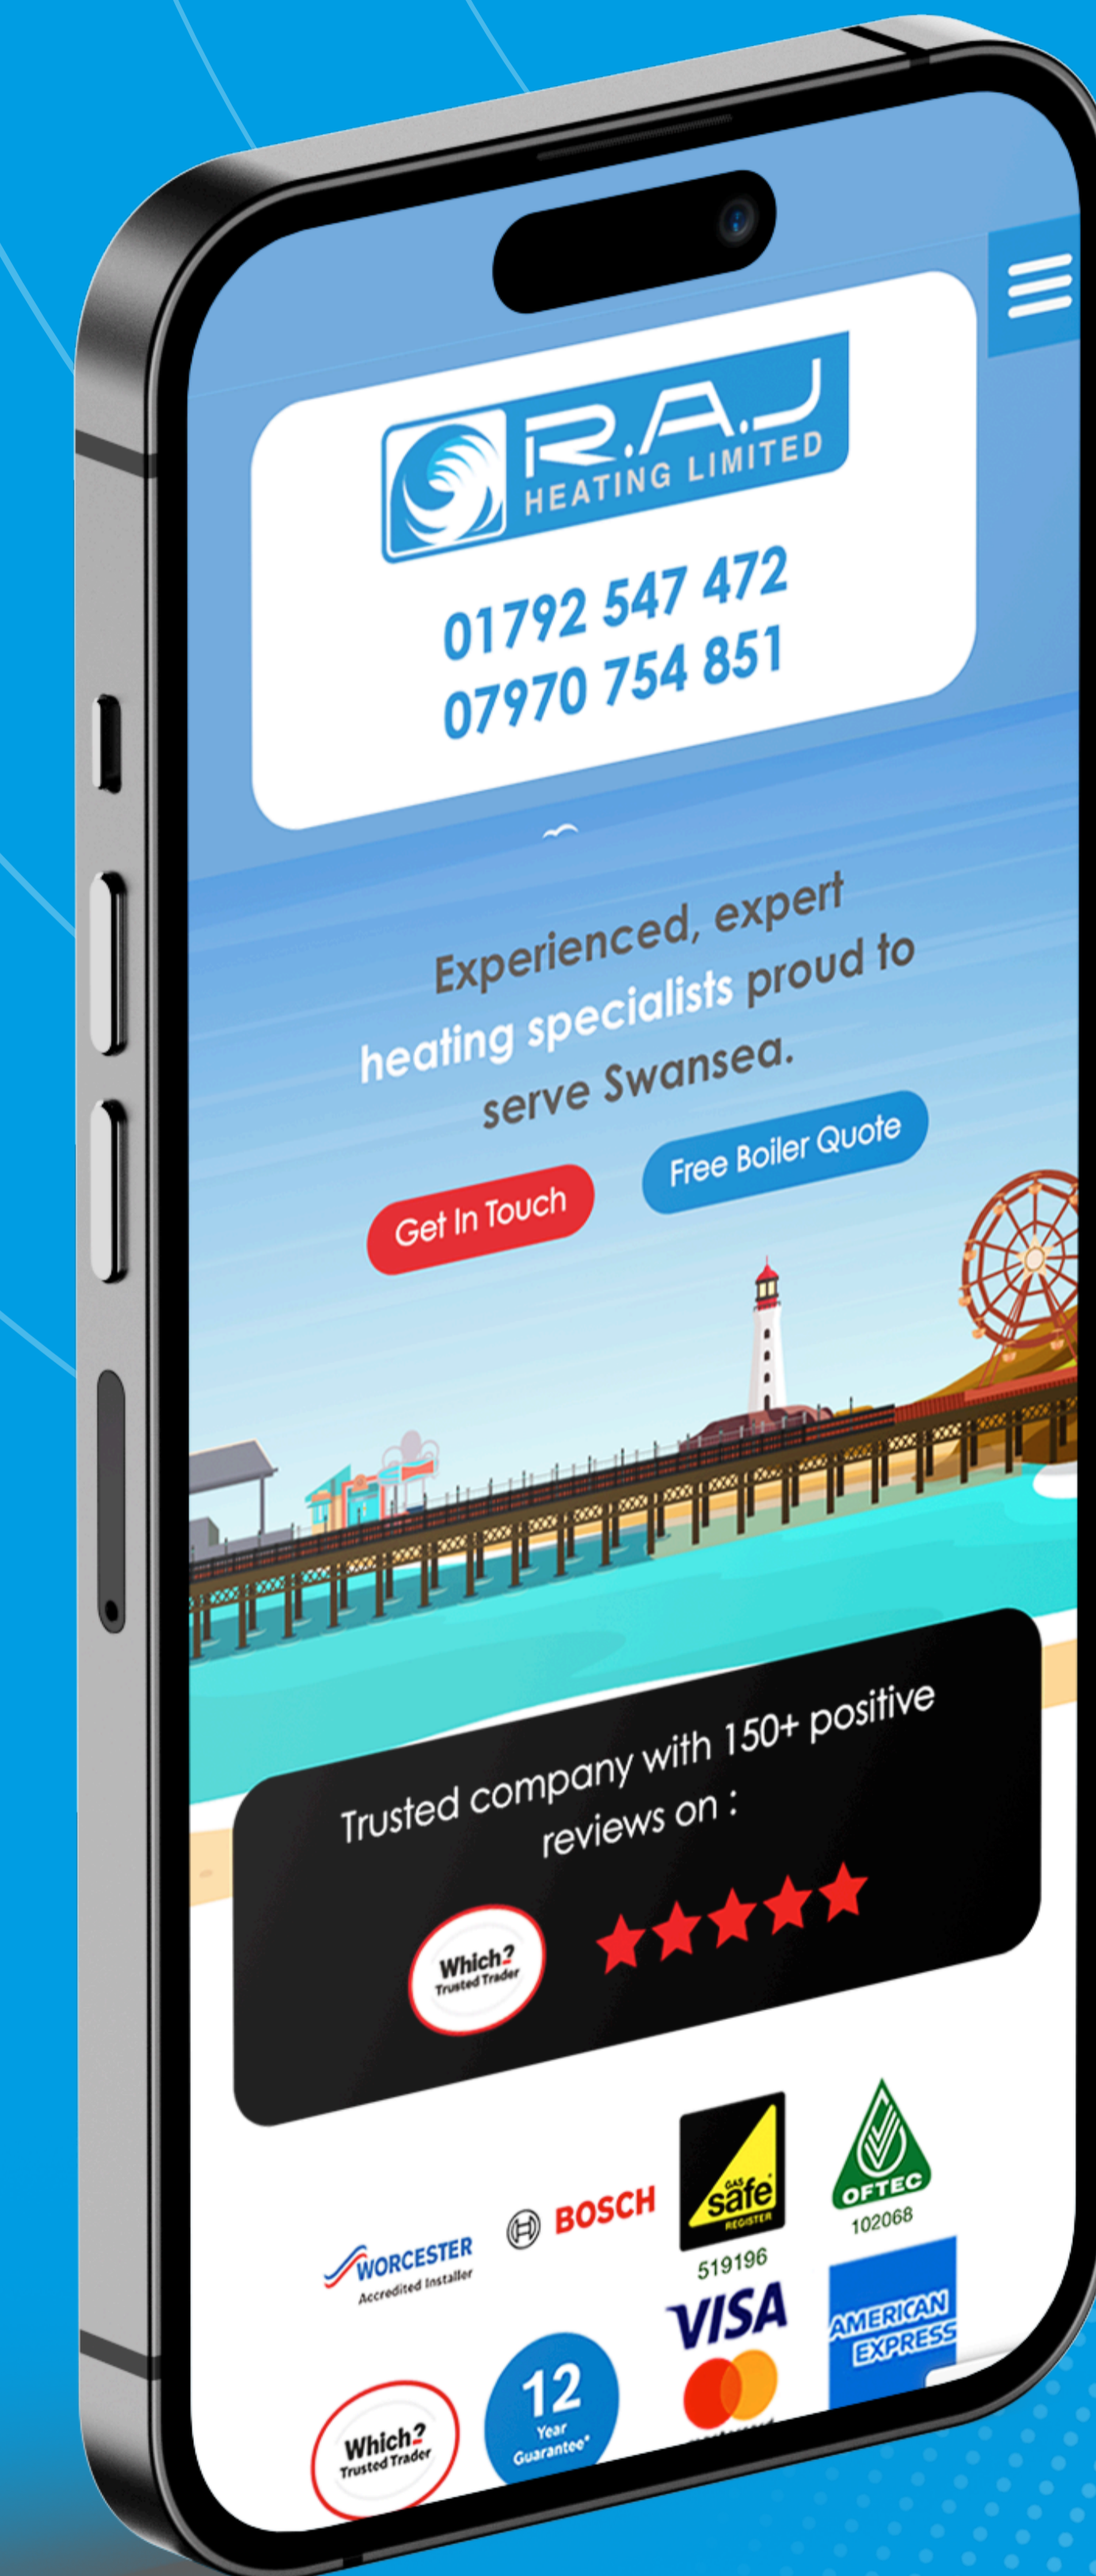 R.A.J
HEATING LIMITED
01792 547 472
07970 754 851
Experienced, expert
heating specialists proud to
serve Swansea.
Get In Touch
Free Boiler Quote
Trusted company with 150+ positive
reviews on :
Which?
Trusted Trader
WORCESTER
Accredited Installer
BOSCH
GAS
safe
REGISTER
519196
OFTEC
102068
Which?
Trusted Trader
12
Year
Guarantee*
VISA
AMERICAN
EXPRESS